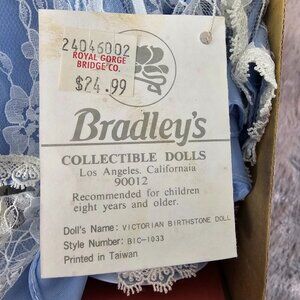 24046002
ROYAL GORGE
BRIDGE CO.
$24.99
Bradley's
COLLECTIBLE DOLLS
Los Angeles, Californaia
90012
Recommended for children
eight years and older.
Doll's Name: VICTORIAN BIRTHSTONE DOLL
Style Number: BIC-1033
Printed in Taiwan